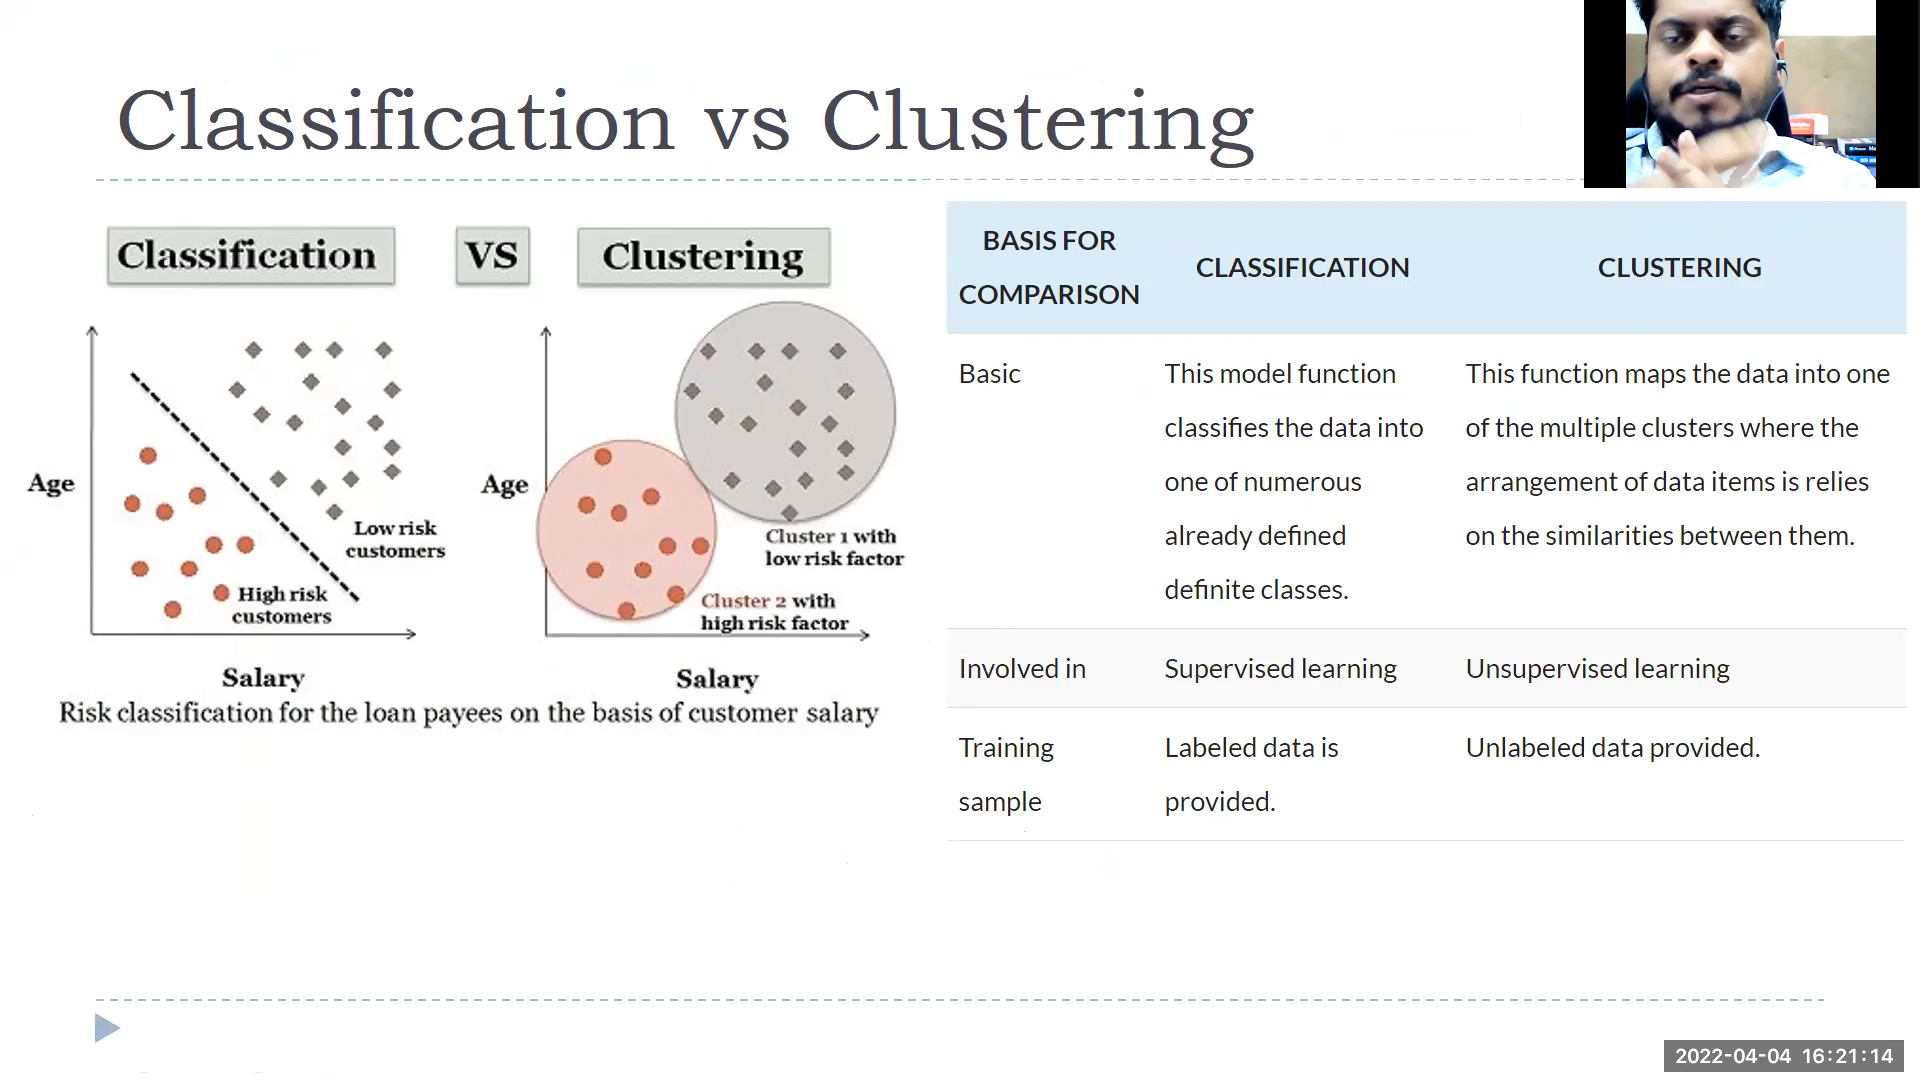 Classification vs Clustering
Classification
VS
Clustering
Age
Low risk
customers
High risk
customers
Salary
Age
Cluster 1 with
low risk factor
Cluster 2 with
high risk factor
Salary
Risk classification for the loan payees on the basis of customer salary
BASIS FOR
COMPARISON
CLASSIFICATION
CLUSTERING
Basic
This model function
classifies the data into
one of numerous
already defined
definite classes.
This function maps the data into one
of the multiple clusters where the
arrangement of data items is relies
on the similarities between them.
Involved in
Supervised learning
Unsupervised learning
Training
sample
Labeled data is
provided.
Unlabeled data provided.
2022-04-04 16:21:14